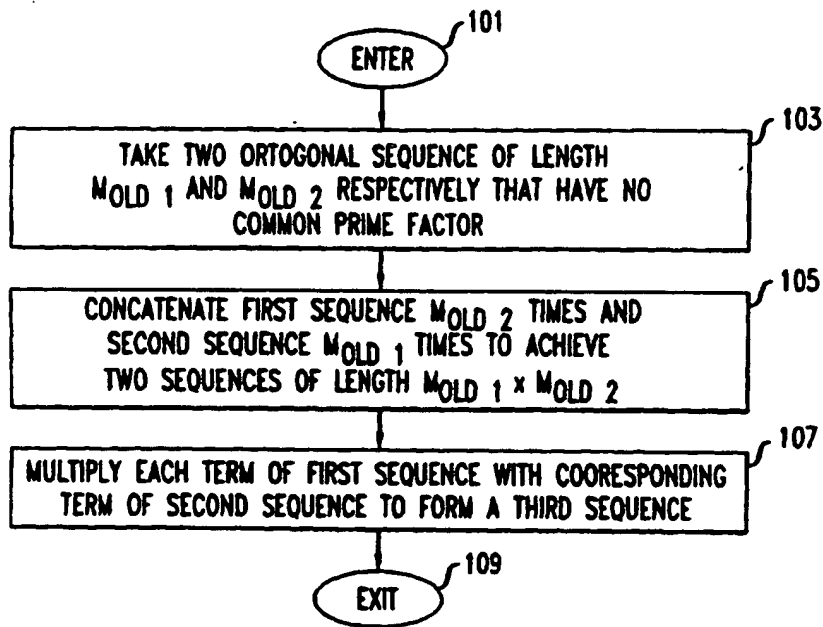 101
ENTER
103
TAKE TWO ORTOGONAL SEQUENCE OF LENGTH
MOLD 1 AND MOLD 2 RESPECTIVELY THAT HAVE NO
COMMON PRIME FACTOR
105
CONCATENATE FIRST SEQUENCE MOLD 2 TIMES AND
SECOND SEQUENCE MOLD 1 TIMES TO ACHIEVE
TWO SEQUENCES OF LENGTH MOLD 1 x MOLD 2
107
MULTIPLY EACH TERM OF FIRST SEQUENCE WITH COORESPONDING
TERM OF SECOND SEQUENCE TO FORM A THIRD SEQUENCE
109
EXIT